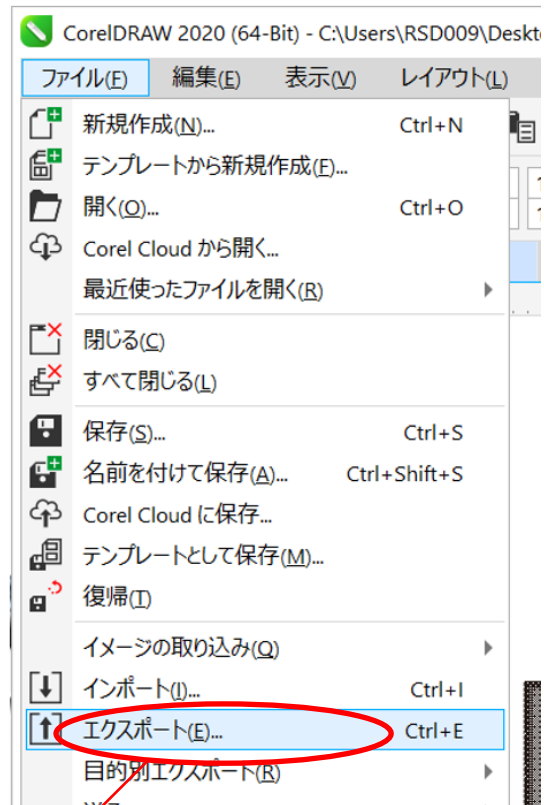 CorelDRAW 2020 (64-Bit) - C:\Users\RSD009\Deskt
ファイル(F) 編集(E) 表示(V) レイアウト(L)
新規作成(N)... Ctrl+N
テンプレートから新規作成(F)...
開く(O)... Ctrl+O
Corel Cloud から開く...
最近使ったファイルを開く(R)
閉じる(C)
すべて閉じる(L)
保存(S)... Ctrl+S
名前を付けて保存(A)... Ctrl+Shift+S
Corel Cloud に保存...
テンプレートとして保存(M)...
復帰(T)
イメージの取り込み(Q)
インポート(I)... Ctrl+I
エクスポート(E)... Ctrl+E
目的別エクスポート(R)